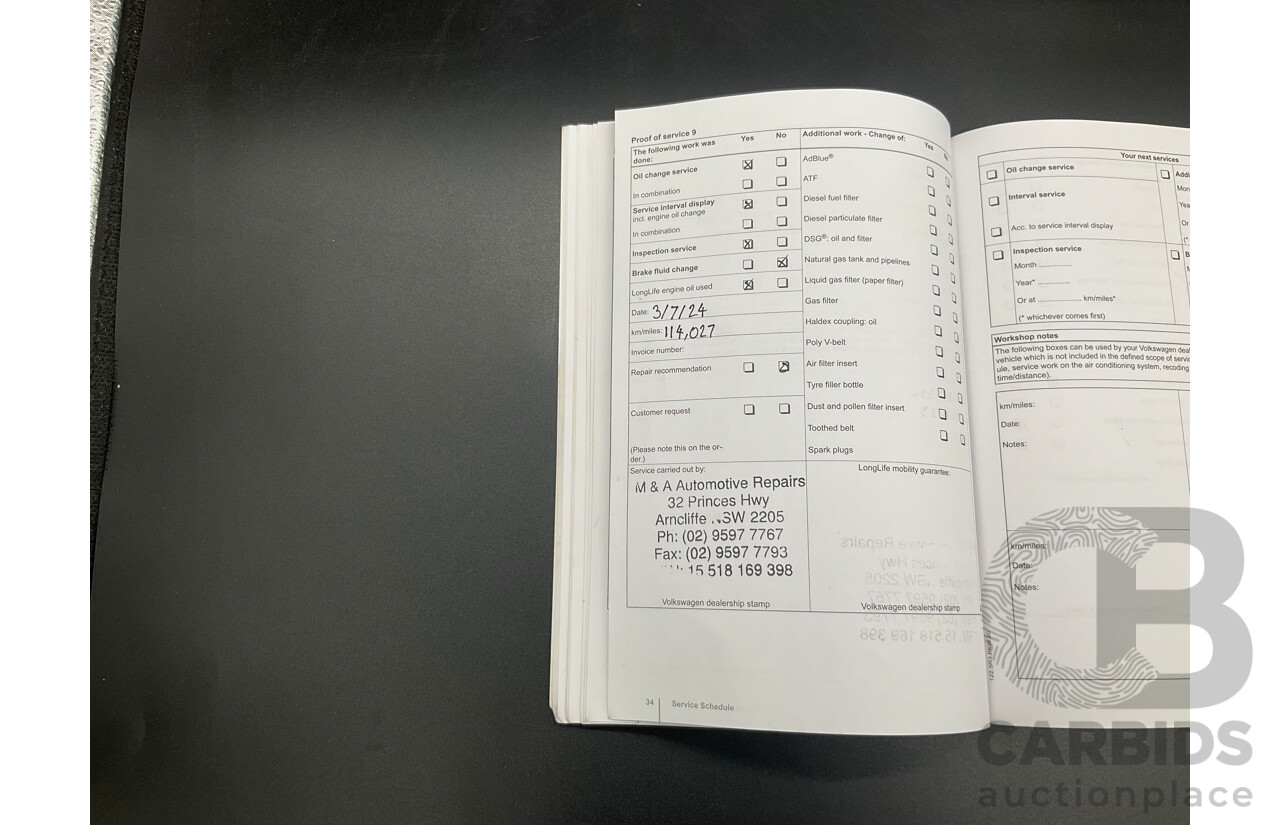 Proof of service 9
The following work was done:
Yes No
Oil change service
In combination
Service interval display
incl. engine oil change
In combination
Inspection service
Brake fluid change
LongLife engine oil used
Date: 3/7/24
km/miles: 114,027
Invoice number:
Repair recommendation
Customer request
(Please note this on the or-
der.)
Service carried out by:
M & A Automotive Repairs
32 Princes Hwy
Arncliffe SW 2205
Ph: (02) 9597 7767
Fax: (02) 9597 7793
15 518 169 398
Volkswagen dealership stamp
Additional work - Change of:
Yes
AdBlue®
ATF
Diesel fuel filter
Diesel particulate filter
DSG®: oil and filter
Natural gas tank and pipelines
Liquid gas filter (paper filter)
Gas filter
Haldex coupling: oil
Poly V-belt
Air filter insert
Tyre filler bottle
Dust and pollen filter insert
Toothed belt
Spark plugs
LongLife mobility guarantee:
Volkswagen dealership stamp
34 Service Schedule
Your next services
Oil change service
Interval service
Acc. to service interval display
Inspection service
Month ..............
Year* ..............
Or at .................... km/miles*
(* whichever comes first)
Workshop notes
The following boxes can be used by your Volkswagen
vehicle which is not included in the defined scope of
ule, service work on the air conditioning system, recoding
time/distance).
km/miles:
Date:
Notes:
km/miles:
Date:
Notes:
CARBIDS
auctionplace